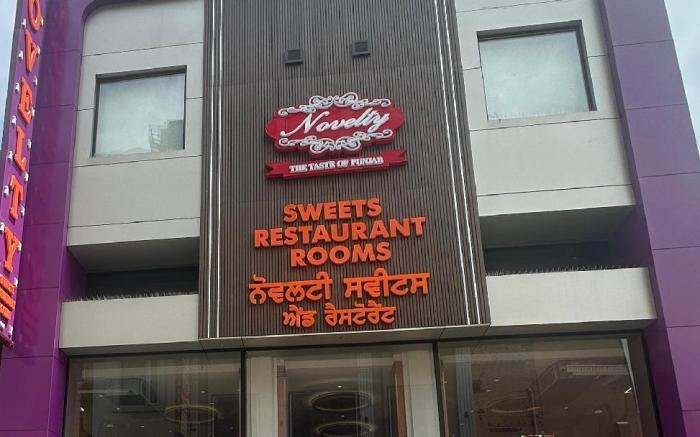 NOVELTY
Novelty
THE TASTE OF PUNJAB
SWEETS
RESTAURANT
ROOMS
ਨੋਵਲਟੀ ਸਵੀਟਸ
ਐਂਡ ਰੈਸਟੋਰੈਂਟ